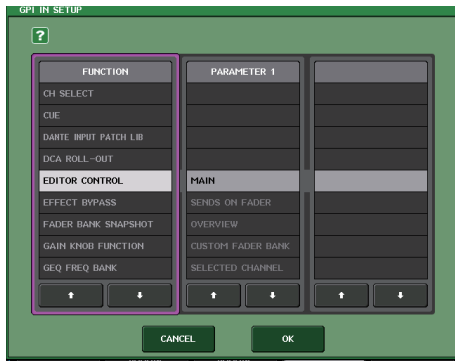 GPI IN SETUP
?
FUNCTION
CH SELECT
CUE
DANTE INPUT PATCH LIB
DCA ROLL-OUT
EDITOR CONTROL
EFFECT BYPASS
FADER BANK SNAPSHOT
GAIN KNOB FUNCTION
GEQ FREQ BANK
PARAMETER 1
MAIN
SENDS ON FADER
OVERVIEW
CUSTOM FADER BANK
SELECTED CHANNEL
CANCEL
OK